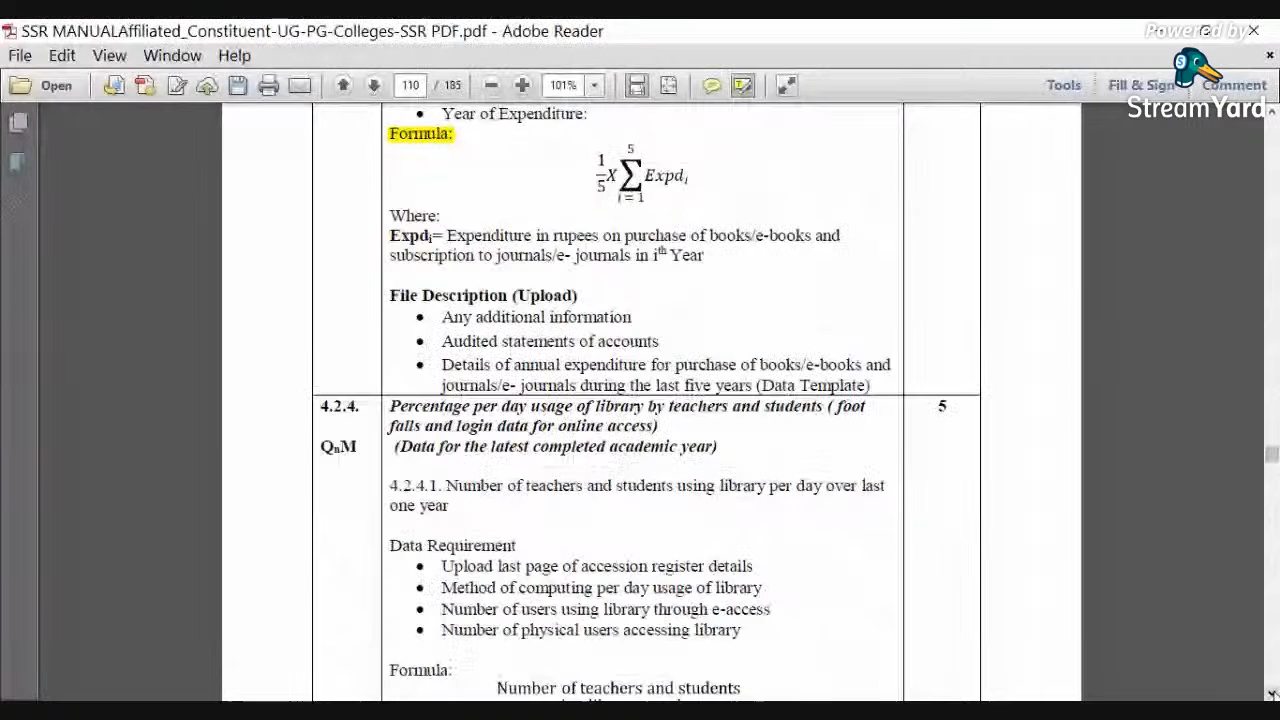 SSR MANUALAffiliated_Constituent-UG-PG-Colleges-SSR PDF.pdf - Adobe Reader
Powered by
File Edit View Window Help
Open 110 / 185 101% Tools Fill & Sign Comment
StreamYard
• Year of Expenditure:
Formula:
1/5 X ∑ 5 i = 1 Expdi
Where:
Expdi= Expenditure in rupees on purchase of books/e-books and
subscription to journals/e- journals in ith Year
File Description (Upload)
• Any additional information
• Audited statements of accounts
• Details of annual expenditure for purchase of books/e-books and
journals/e- journals during the last five years (Data Template)
4.2.4. Percentage per day usage of library by teachers and students ( foot 5
falls and login data for online access)
QnM (Data for the latest completed academic year)
4.2.4.1. Number of teachers and students using library per day over last
one year
Data Requirement
• Upload last page of accession register details
• Method of computing per day usage of library
• Number of users using library through e-access
• Number of physical users accessing library
Formula:
Number of teachers and students